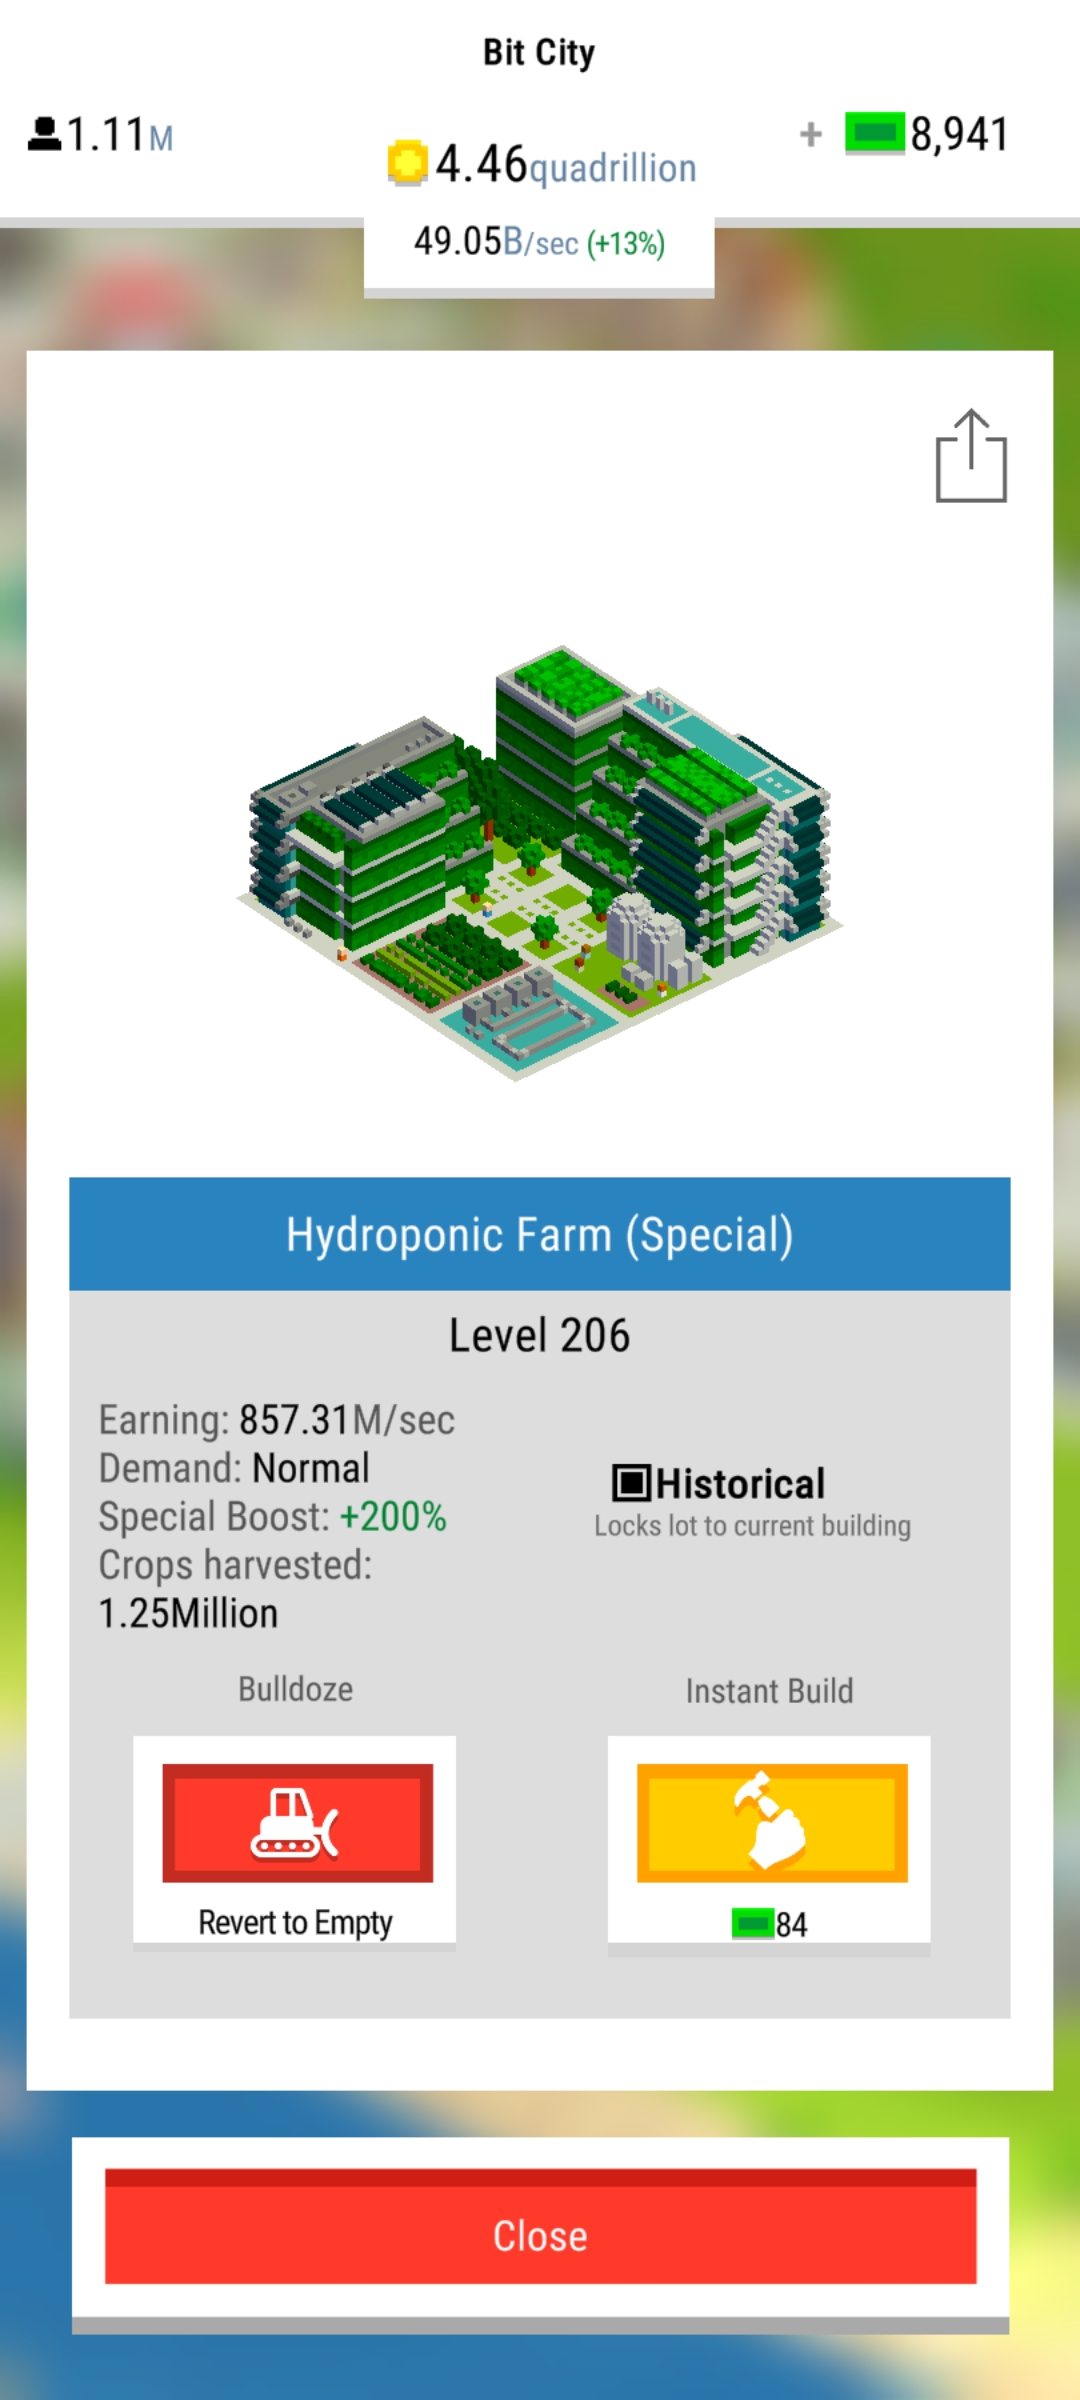 Bit City
1.11M
4.46quadrillion
+ 8,941
49.05B/sec (+13%)
Hydroponic Farm (Special)
Level 206
Earning: 857.31M/sec
Demand: Normal
Special Boost: +200%
Crops harvested:
1.25Million
Historical
Locks lot to current building
Bulldoze
Instant Build
Revert to Empty
84
Close